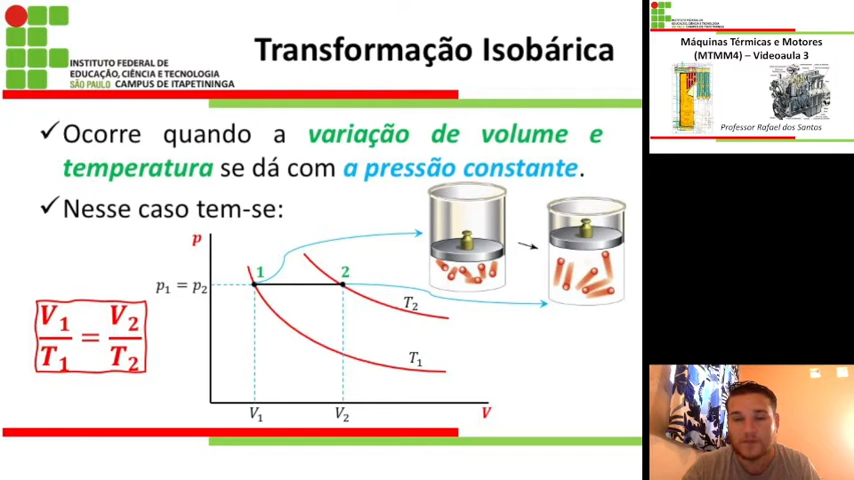 INSTITUTO FEDERAL DE
EDUCAÇÃO, CIÊNCIA E TECNOLOGIA
SÃO PAULO CAMPUS DE ITAPETININGA
Transformação Isobárica
✓Ocorre quando a variação de volume e
temperatura se dá com a pressão constante.
✓Nesse caso tem-se:
p
p₁ = p₂
1
2
T₂
T₁
V₁
V₂
V
V₁/T₁ = V₂/T₂
Máquinas Térmicas e Motores
(MTMM4) – Videoaula 3
Professor Rafael dos Santos